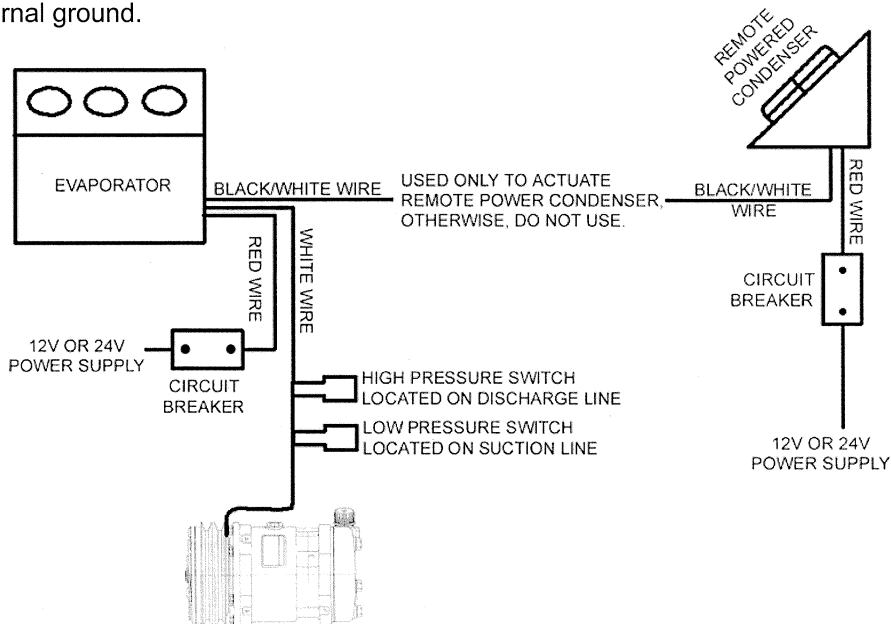 rnal ground.
REMOTE
POWERED
CONDENSER
EVAPORATOR
BLACK/WHITE WIRE
USED ONLY TO ACTUATE
REMOTE POWER CONDENSER,
OTHERWISE, DO NOT USE.
BLACK/WHITE
WIRE
RED WIRE
RED WIRE
WHITE WIRE
CIRCUIT
BREAKER
12V OR 24V
POWER SUPPLY
CIRCUIT
BREAKER
HIGH PRESSURE SWITCH
LOCATED ON DISCHARGE LINE
LOW PRESSURE SWITCH
LOCATED ON SUCTION LINE
12V OR 24V
POWER SUPPLY